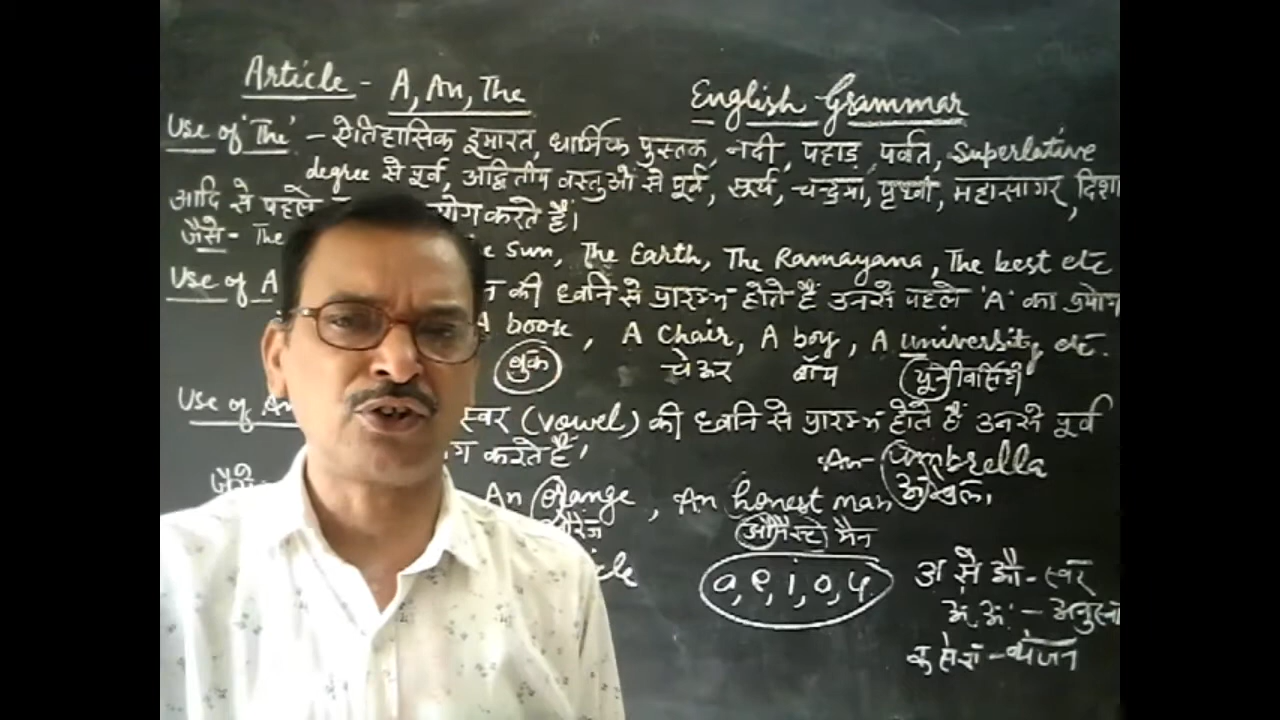 Article - A, An, The
English Grammar
Use of 'The' - ऐतिहासिक इमारत, धार्मिक पुस्तक, नदी, पहाड़, पर्वत, Superlative
degree से पूर्व, अद्वितीय वस्तुओं से पूर्व, सूर्य, चन्द्रमा, पृथ्वी, महासागर, दिशा
आदि से पहले करते हैं।
जैसे - The Sun, The Earth, The Ramayana, The best etc
Use of A की ध्वनि से प्रारम्भ होते हैं उनसे पहले 'A' का प्रयोग
A book, A Chair, A boy, A university etc.
बुक चेअर बॉय यूनीवर्सिटी
Use of An स्वर (vowel) की ध्वनि से प्रारम्भ होते हैं उनसे पूर्व
करते हैं।
An - umbrella
जैसे An orange, An honest man
ऑनैस्ट मैन
a, e, i, o, u
अ से औ - स्वर
अं, अः -
क से - व्यंजन